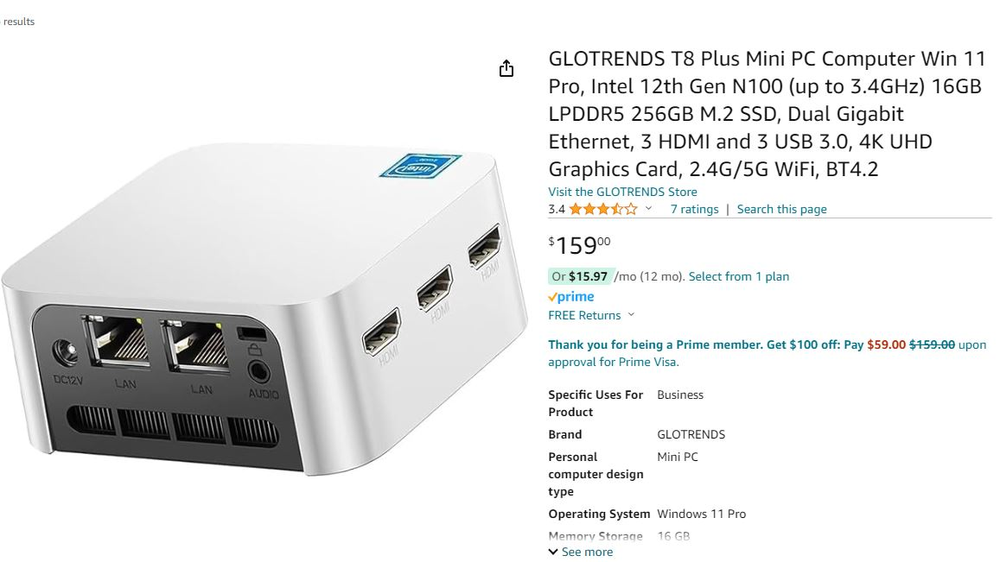 results
GLOTRENDS T8 Plus Mini PC Computer Win 11
Pro, Intel 12th Gen N100 (up to 3.4GHz) 16GB
LPDDR5 256GB M.2 SSD, Dual Gigabit
Ethernet, 3 HDMI and 3 USB 3.0, 4K UHD
Graphics Card, 2.4G/5G WiFi, BT4.2
Visit the GLOTRENDS Store
3.4 7 ratings | Search this page
$15900
Or $15.97 /mo (12 mo). Select from 1 plan
prime
FREE Returns
Thank you for being a Prime member. Get $100 off: Pay $59.00 $159.00 upon
approval for Prime Visa.
Specific Uses For Business
Product
Brand GLOTRENDS
Personal Mini PC
computer design
type
Operating System Windows 11 Pro
Memory Storage 16 GB
See more
intel
inside
HDMI
HDMI
HDMI
DC12V
LAN
LAN
AUDIO